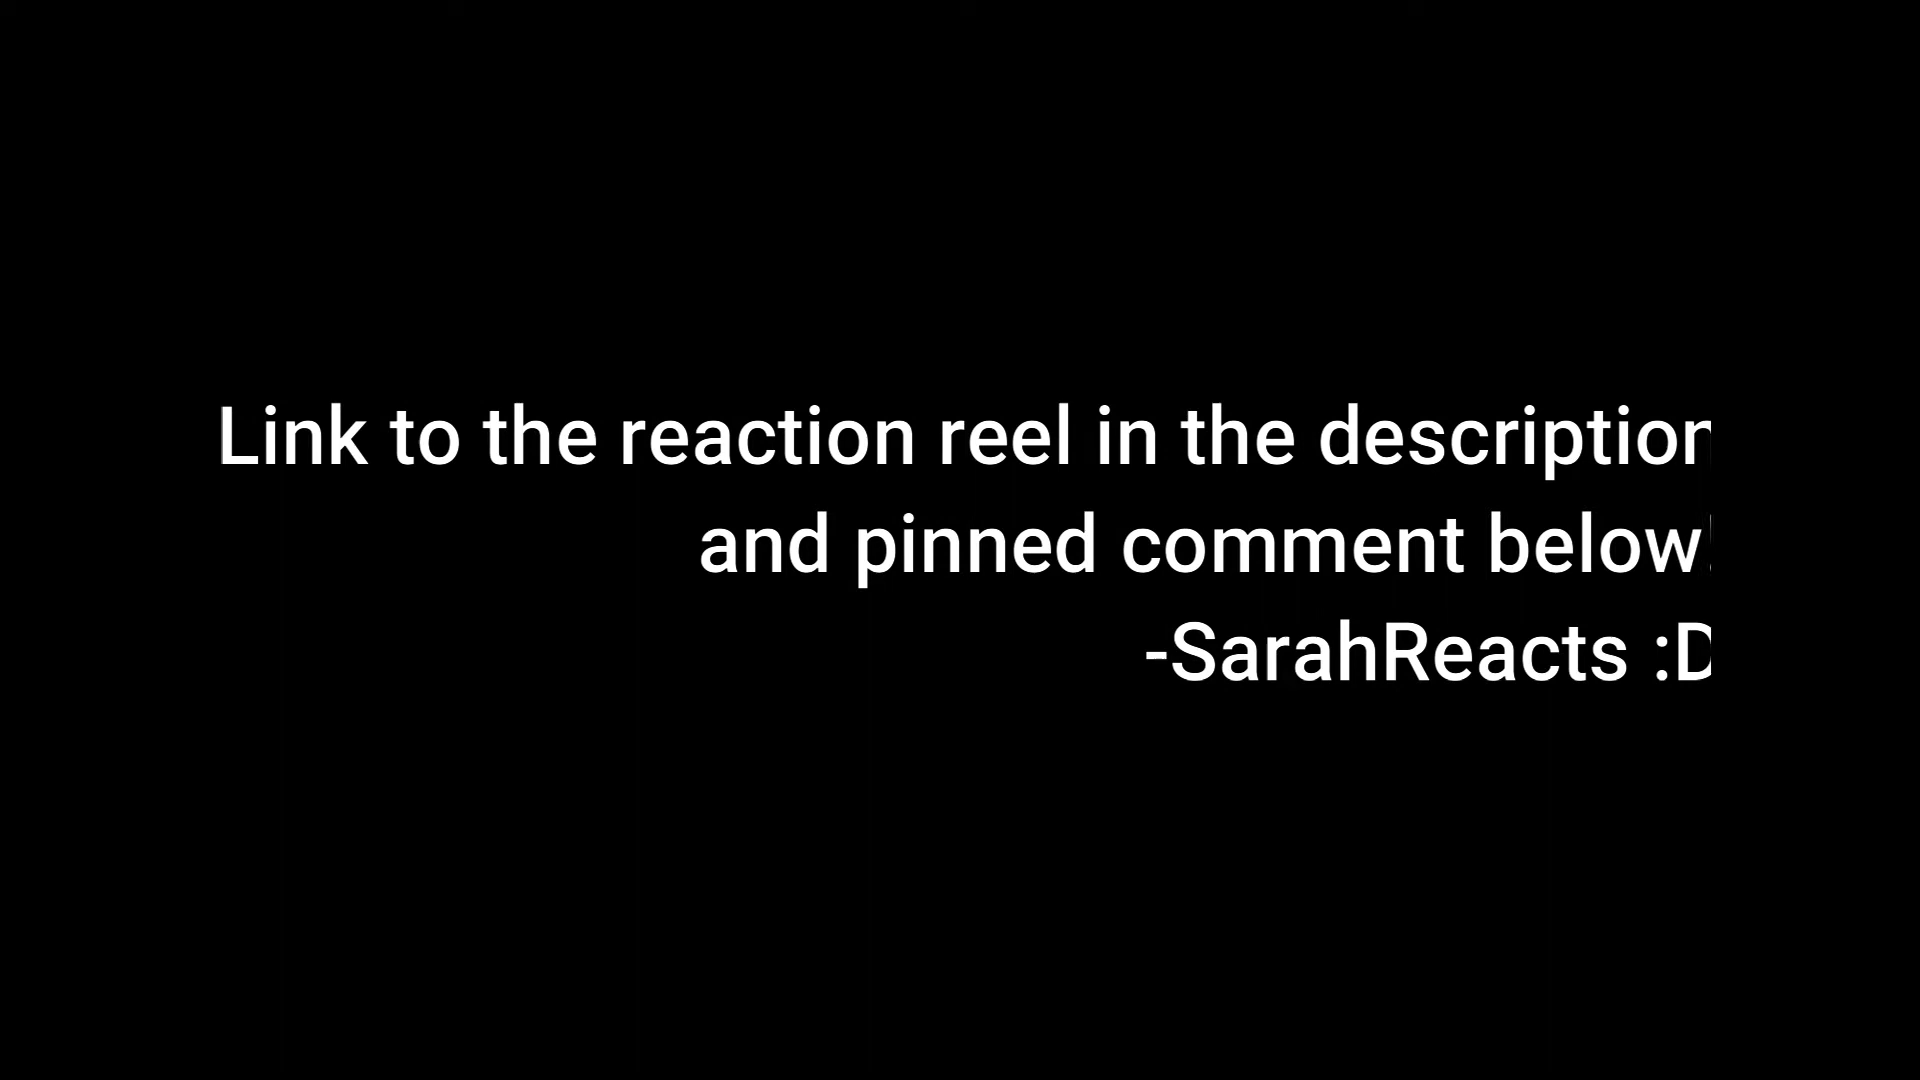 Link to the reaction reel in the description
and pinned comment below!
-SarahReacts :D